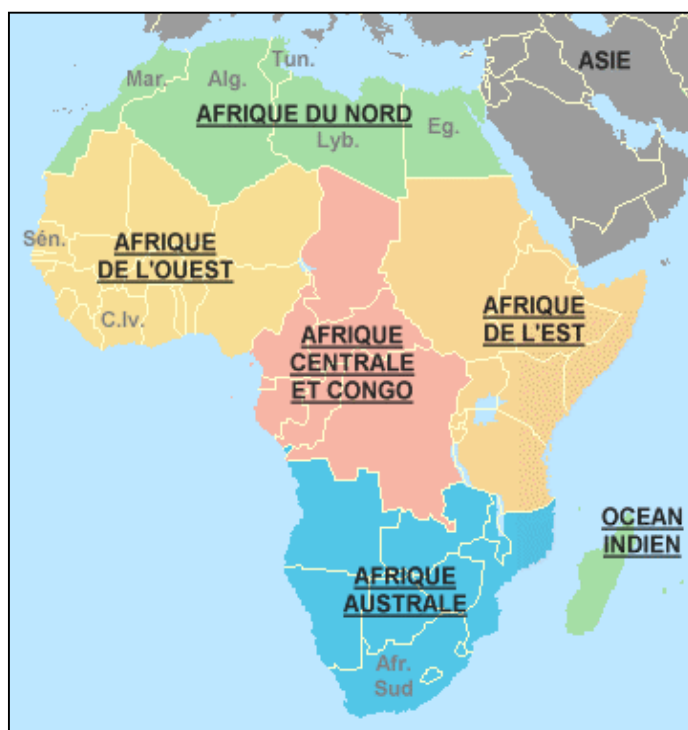 ASIE
Tun.
Mar.
Alg.
AFRIQUE DU NORD
Lyb.
Eg.
Sén.
AFRIQUE
DE L'OUEST
C.Iv.
AFRIQUE
DE L'EST
AFRIQUE
CENTRALE
ET CONGO
OCEAN
INDIEN
AFRIQUE
AUSTRALE
Afr.
Sud